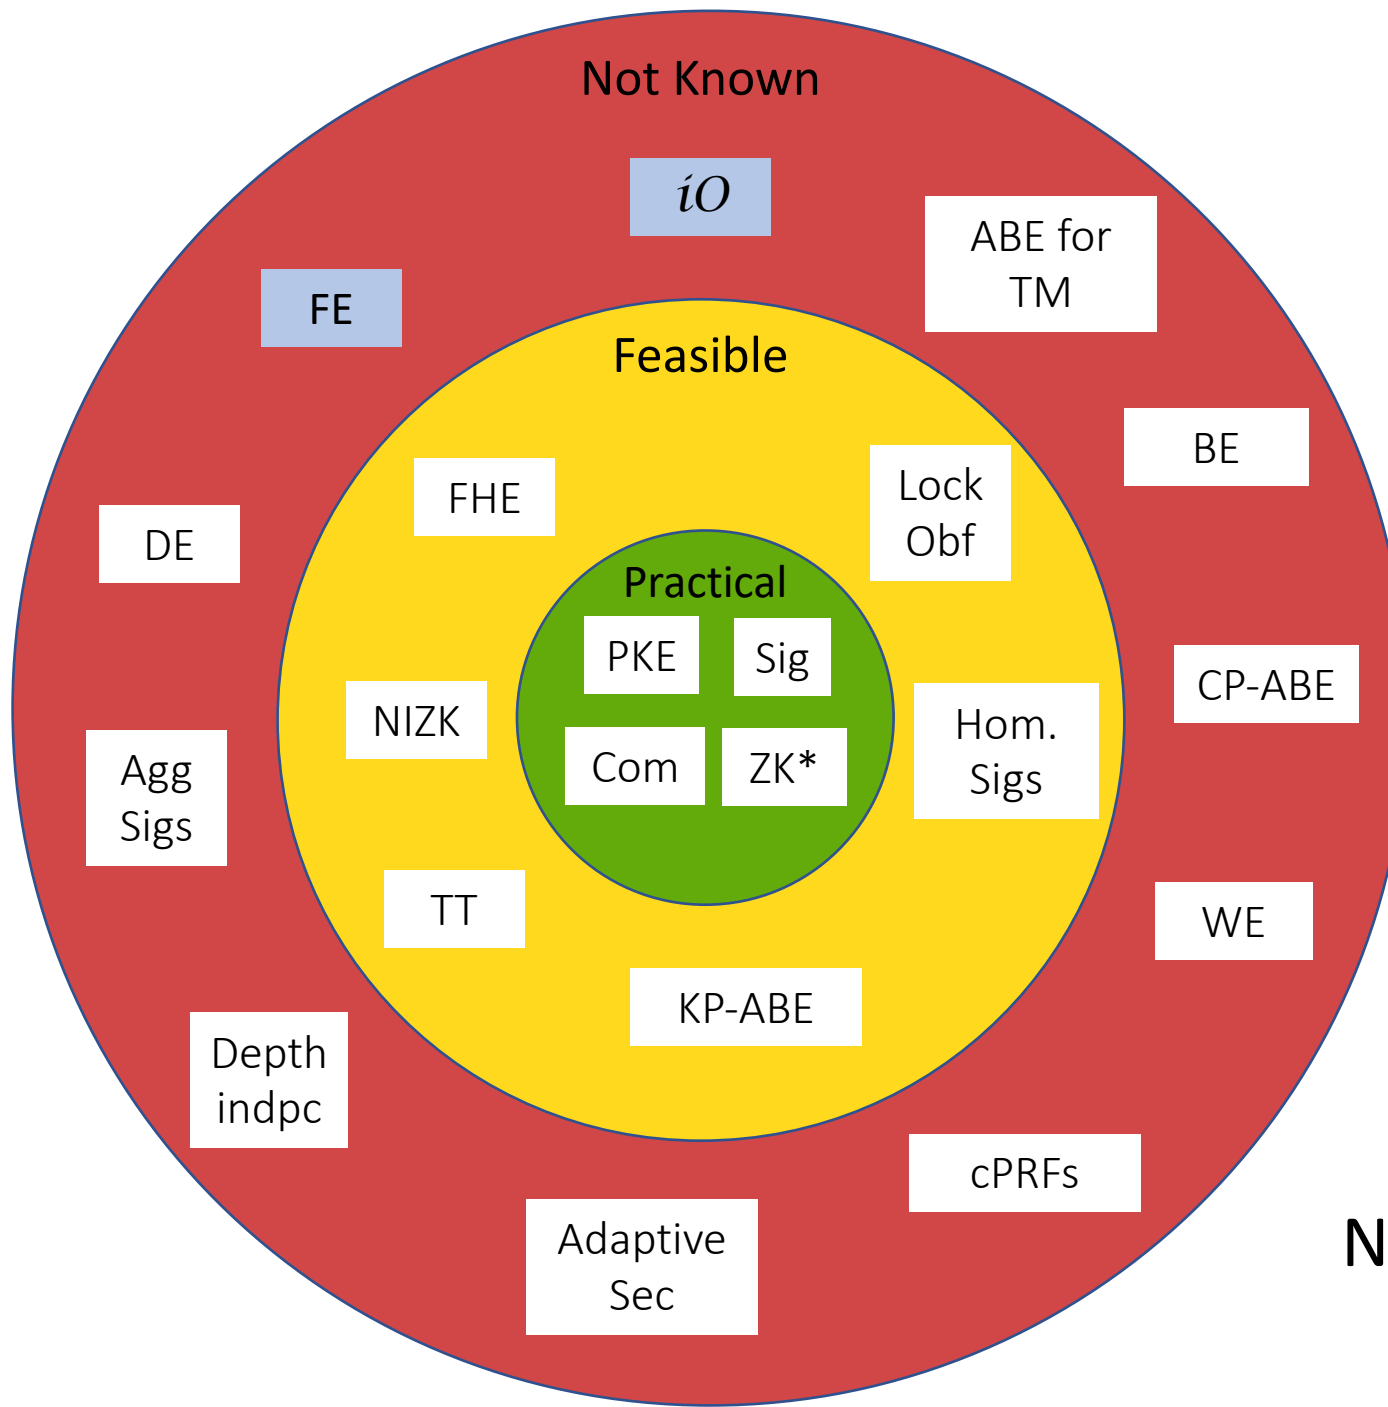 Not Known
iO
ABE for
TM
FE
Feasible
BE
Lock
Obf
FHE
DE
Practical
PKE
Sig
CP-ABE
NIZK
Hom.
Sigs
Com
ZK*
Agg
Sigs
TT
WE
KP-ABE
Depth
indpc
cPRFs
Adaptive
Sec
N